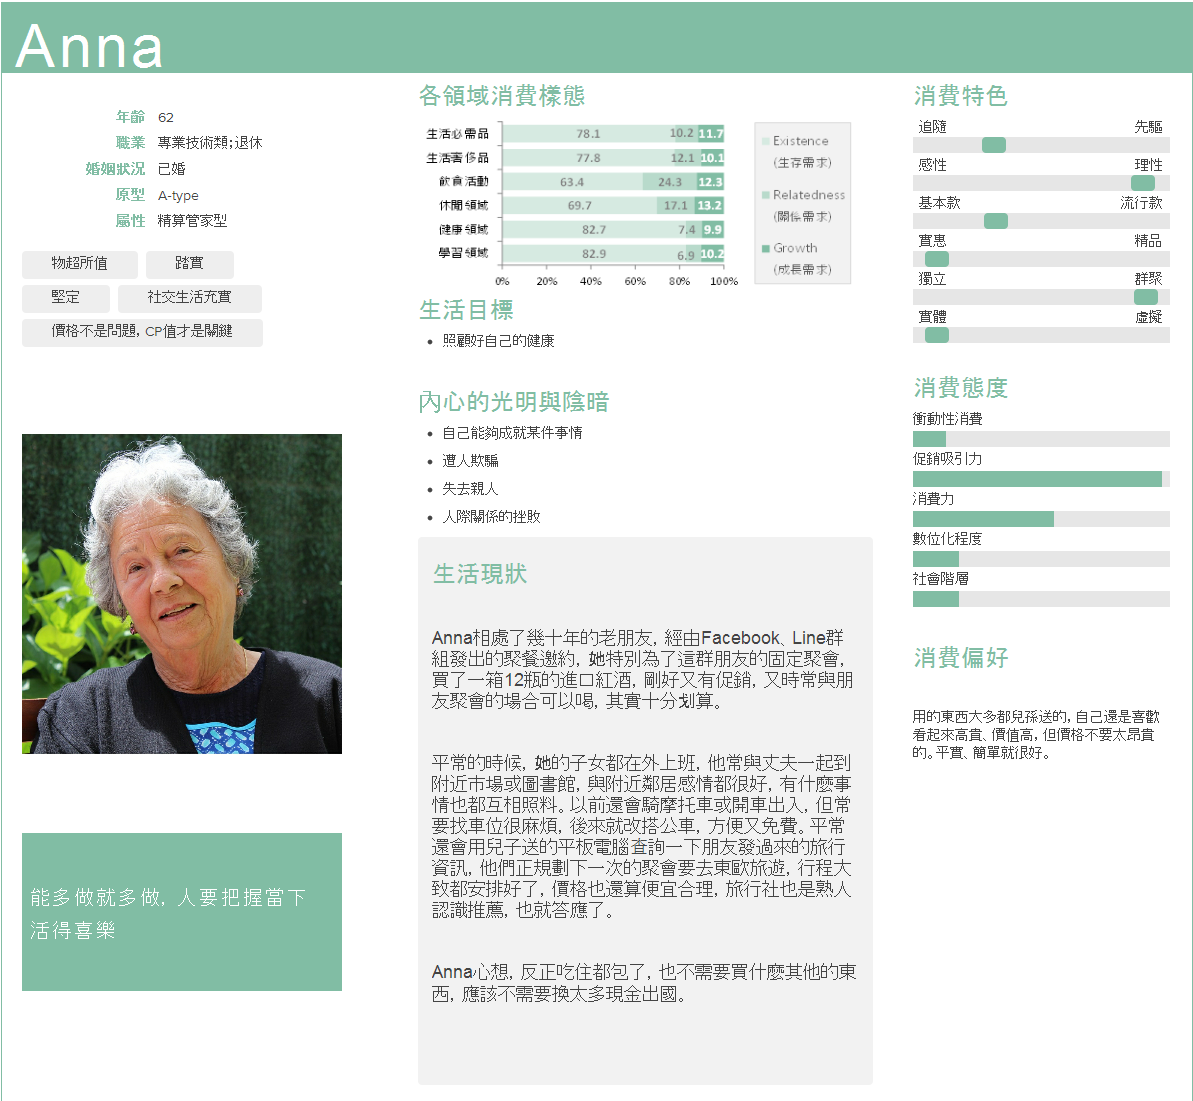 Anna
年齡 62
職業 專業技術類;退休
婚姻狀況 已婚
原型 A-type
屬性 精算管家型
物超所值 踏實
堅定 社交生活充實
價格不是問題, CP值才是關鍵
能多做就多做, 人要把握當下
活得喜樂
各領域消費樣態
生活必需品 78.1 10.2 11.7
生活奢侈品 77.8 12.1 10.1
飲食活動 63.4 24.3 12.3
休閒領域 69.7 17.1 13.2
健康領域 82.7 7.4 9.9
學習領域 82.9 6.9 10.2
0% 20% 40% 60% 80% 100%
Existence
(生存需求)
Relatedness
(關係需求)
Growth
(成長需求)
生活目標
• 照顧好自己的健康
內心的光明與陰暗
• 自己能夠成就某件事情
• 遭人欺騙
• 失去親人
• 人際關係的挫敗
生活現狀
Anna相處了幾十年的老朋友, 經由Facebook、Line群
組發出的聚餐邀約, 她特別為了這群朋友的固定聚會,
買了一箱12瓶的進口紅酒, 剛好又有促銷, 又時常與朋
友聚會的場合可以喝, 其實十分划算。
平常的時候, 她的子女都在外上班, 他常與丈夫一起到
附近市場或圖書館, 與附近鄰居感情都很好, 有什麼事
情也都互相照料。以前還會騎摩托車或開車出入, 但常
要找車位很麻煩, 後來就改搭公車, 方便又免費。平常
還會用兒子送的平板電腦查詢一下朋友發過來的旅行
資訊, 他們正規劃下一次的聚會要去東歐旅遊, 行程大
致都安排好了, 價格也還算便宜合理, 旅行社也是熟人
認識推薦, 也就答應了。
Anna心想, 反正吃住都包了, 也不需要買什麼其他的東
西, 應該不需要換太多現金出國。
消費特色
追隨 先驅
感性 理性
基本款 流行款
實惠 精品
獨立 群聚
實體 虛擬
消費態度
衝動性消費
促銷吸引力
消費力
數位化程度
社會階層
消費偏好
用的東西大多都兒孫送的, 自己還是喜歡
看起來高貴、價值高, 但價格不要太昂貴
的。平實、簡單就很好。